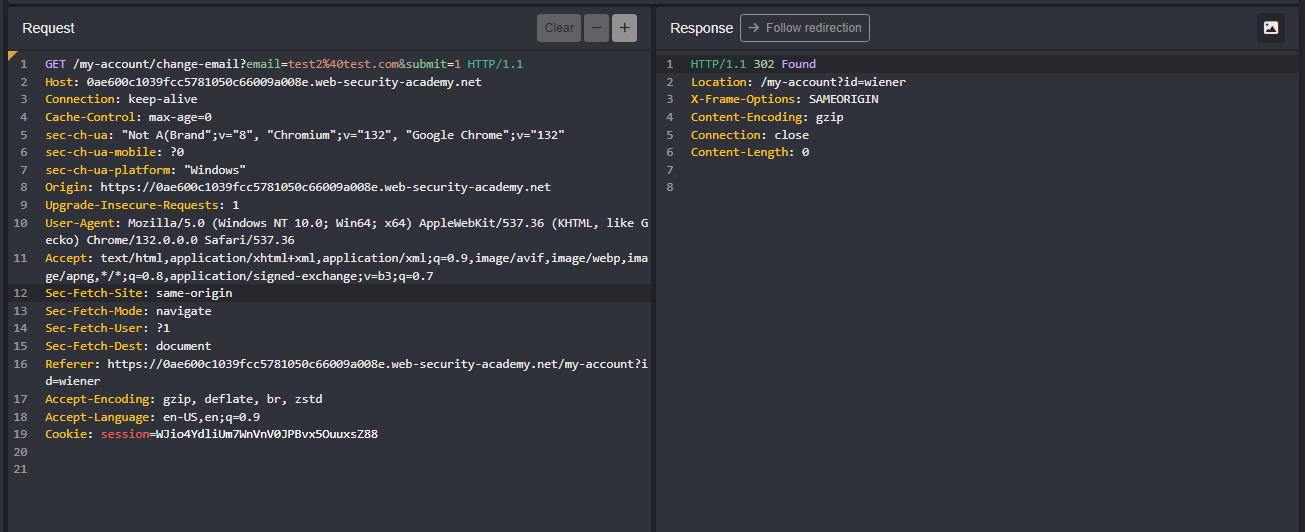 Request
Clear
−
+
1 GET /my-account/change-email?email=test2%40test.com&submit=1 HTTP/1.1
2 Host: 0ae600c1039fcc5781050c66009a008e.web-security-academy.net
3 Connection: keep-alive
4 Cache-Control: max-age=0
5 sec-ch-ua: "Not A(Brand";v="8", "Chromium";v="132", "Google Chrome";v="132"
6 sec-ch-ua-mobile: ?0
7 sec-ch-ua-platform: "Windows"
8 Origin: https://0ae600c1039fcc5781050c66009a008e.web-security-academy.net
9 Upgrade-Insecure-Requests: 1
10 User-Agent: Mozilla/5.0 (Windows NT 10.0; Win64; x64) AppleWebKit/537.36 (KHTML, like G
ecko) Chrome/132.0.0.0 Safari/537.36
11 Accept: text/html,application/xhtml+xml,application/xml;q=0.9,image/avif,image/webp,ima
ge/apng,*/*;q=0.8,application/signed-exchange;v=b3;q=0.7
12 Sec-Fetch-Site: same-origin
13 Sec-Fetch-Mode: navigate
14 Sec-Fetch-User: ?1
15 Sec-Fetch-Dest: document
16 Referer: https://0ae600c1039fcc5781050c66009a008e.web-security-academy.net/my-account?i
d=wiener
17 Accept-Encoding: gzip, deflate, br, zstd
18 Accept-Language: en-US,en;q=0.9
19 Cookie: session=WJio4YdliUm7WnVnV0JPBvx5OuuxsZ88
20
21
Response
→ Follow redirection
1 HTTP/1.1 302 Found
2 Location: /my-account?id=wiener
3 X-Frame-Options: SAMEORIGIN
4 Content-Encoding: gzip
5 Connection: close
6 Content-Length: 0
7
8